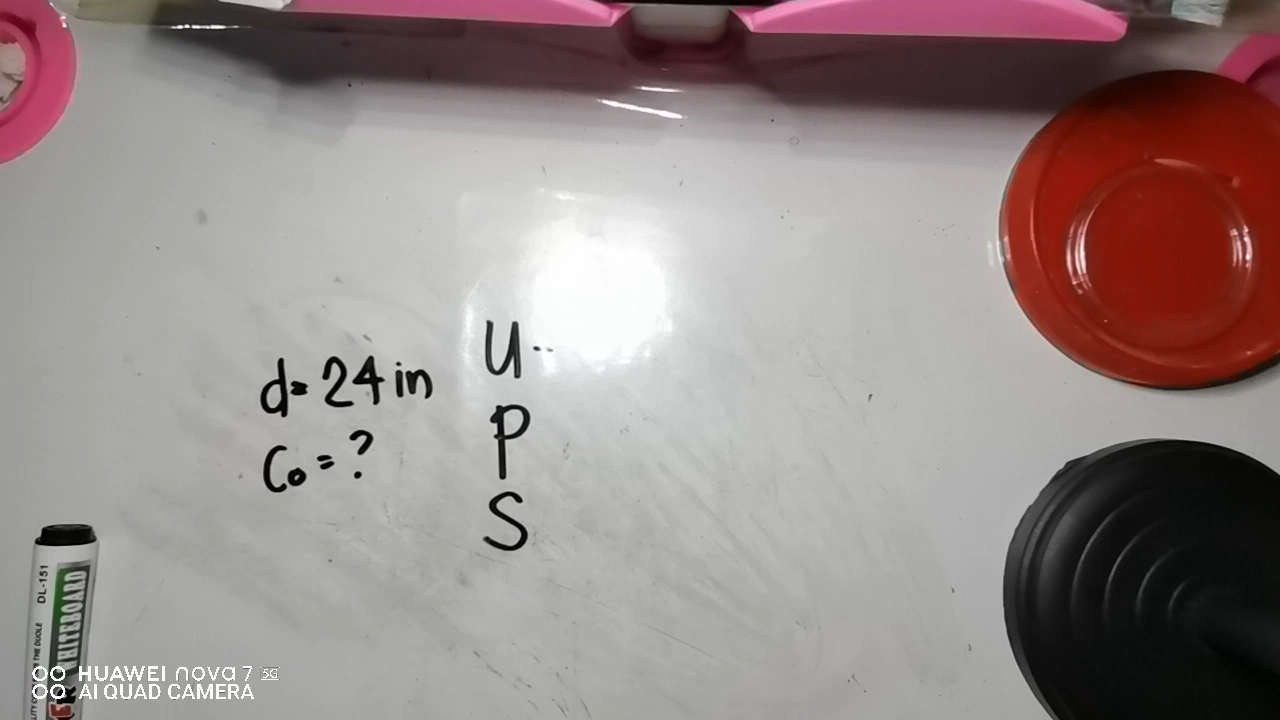 d= 24 in
Co = ?
U..
P
S
DL-151
WHITEBOARD
HUAWEI nova 7 5G
AI QUAD CAMERA